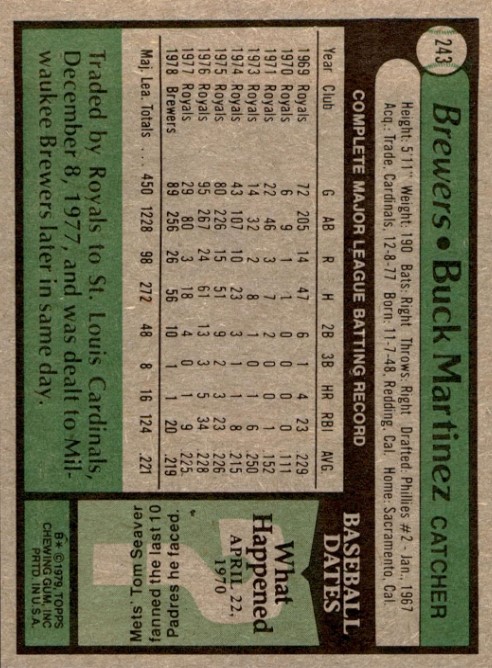 243
Brewers • Buck Martinez CATCHER
Height: 5'11" Weight: 190 Bats: Right Throws: Right Drafted: Phillies #2 - Jan., 1967
Acq.: Trade, Cardinals, 12-8-77 Born: 11-7-48, Redding, Cal. Home: Sacramento, Cal.
COMPLETE MAJOR LEAGUE BATTING RECORD
Year Club G AB R H 2B 3B HR RBI AVG.
1969 Royals 72 205 14 47 6 1 4 23 .229
1970 Royals 6 9 1 1 0 0 0 0 .111
1971 Royals 22 46 3 7 2 0 0 1 .152
1973 Royals 14 32 2 8 1 0 1 6 .250
1974 Royals 43 107 10 23 3 1 1 8 .215
1975 Royals 80 226 15 51 9 2 3 23 .226
1976 Royals 95 267 24 61 13 3 5 34 .228
1977 Royals 29 80 3 18 4 0 1 9 .225
1978 Brewers 89 256 26 56 10 1 1 20 .219
Maj. Lea. Totals . . . 450 1228 98 272 48 8 16 124 .221
Traded by Royals to St. Louis Cardinals,
December 8, 1977, and was dealt to Mil-
waukee Brewers later in same day.
BASEBALL
DATES
What
Happened
APRIL 22,
1970
?
Mets' Tom Seaver
fanned the last 10
Padres he faced.
B* © 1979 TOPPS
CHEWING GUM, INC
PRTD. IN U.S.A.